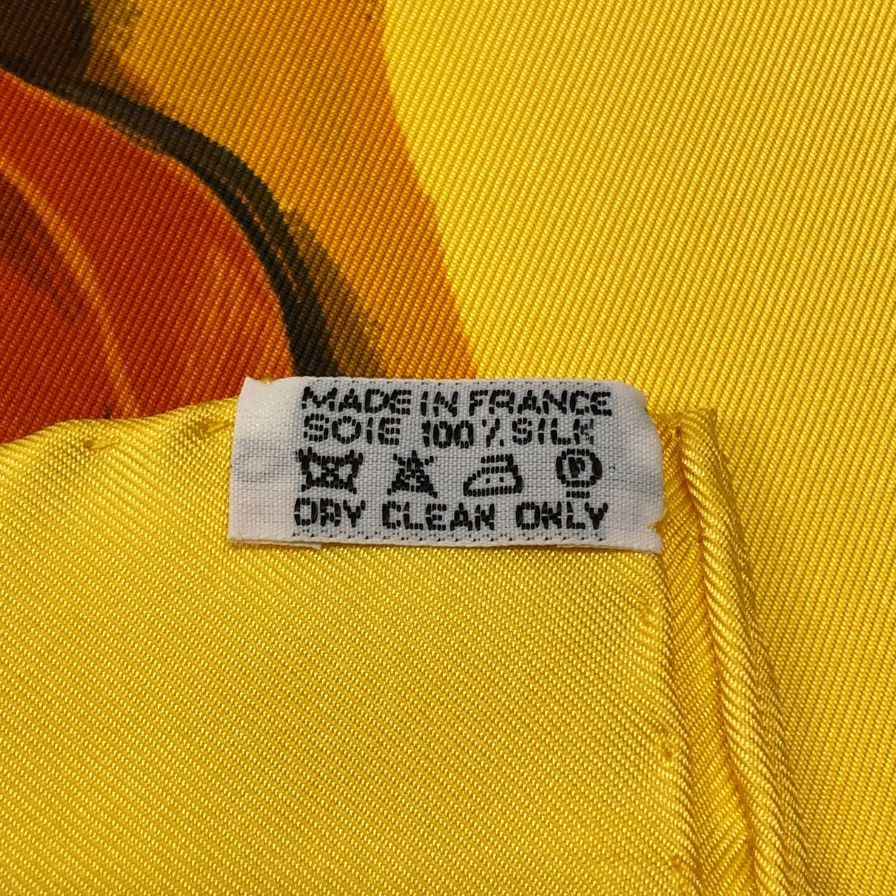 MADE IN FRANCE
SOIE 100% SILK
P
DRY CLEAN ONLY